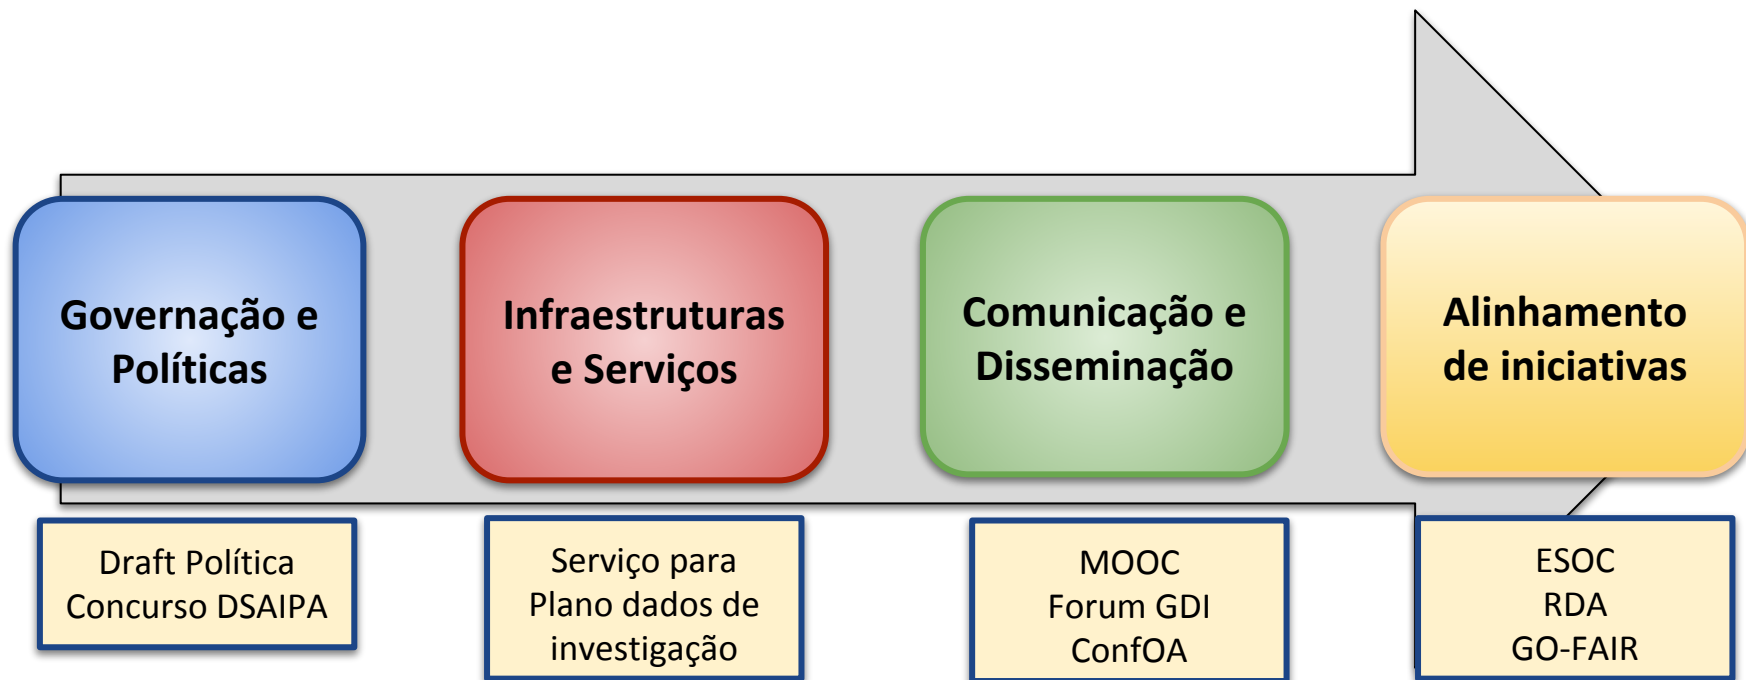 Governação e
Políticas
Infraestruturas
e Serviços
Comunicação e
Disseminação
Alinhamento
de iniciativas
Draft Política
Concurso DSAIPA
Serviço para
Plano dados de
investigação
MOOC
Forum GDI
ConfOA
ESOC
RDA
GO-FAIR